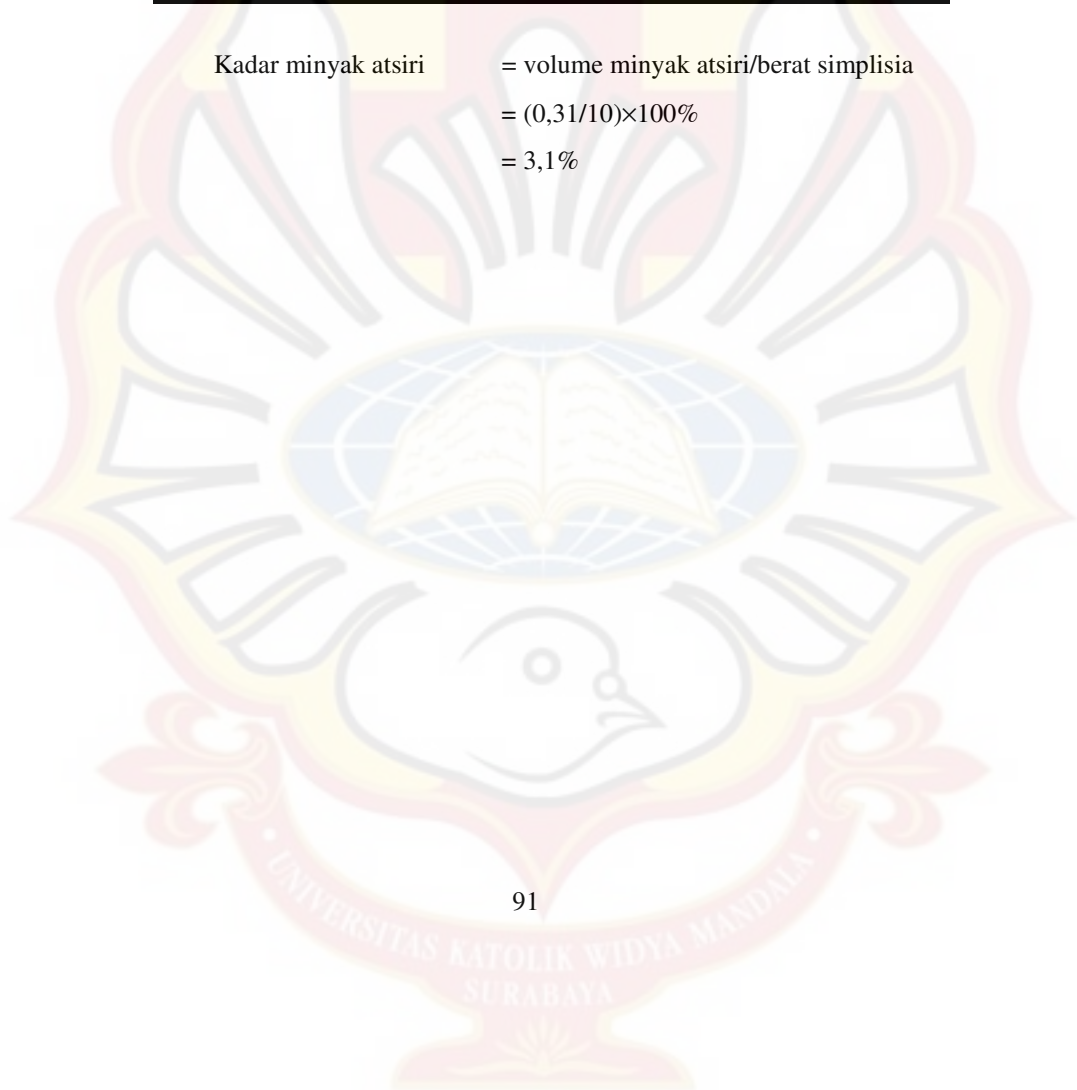 Kadar minyak atsiri = volume minyak atsiri/berat simplisia
= (0,31/10)×100%
= 3,1%
91
• UNIVERSITAS KATOLIK WIDYA MANDALA •
SURABAYA